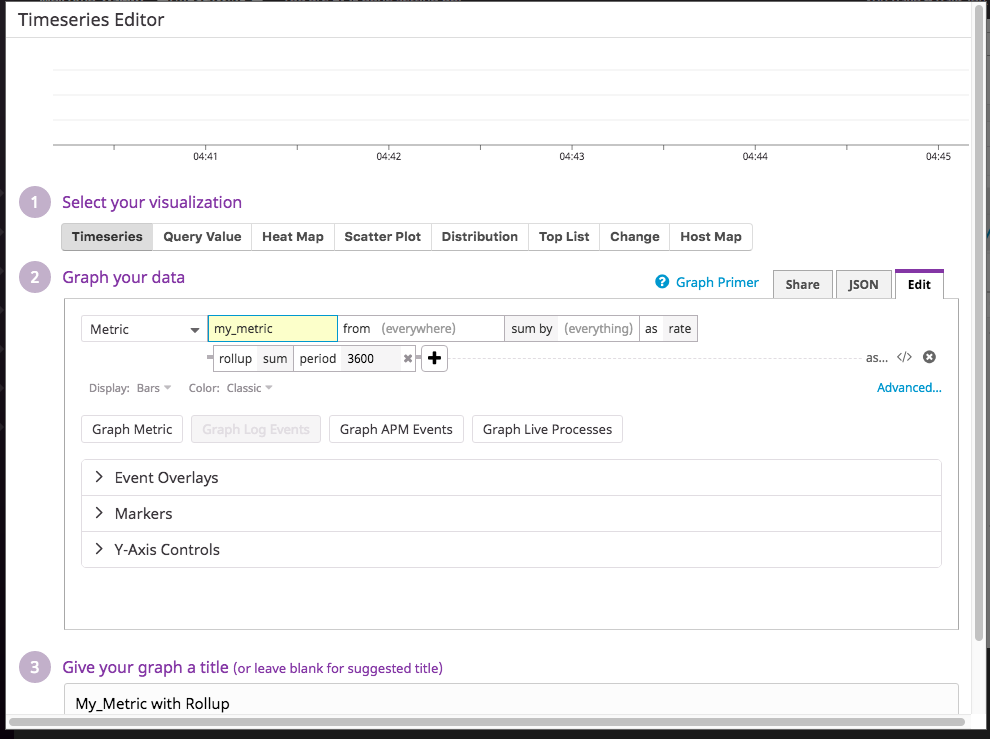 Timeseries Editor
04:41 04:42 04:43 04:44 04:45
1 Select your visualization
Timeseries Query Value Heat Map Scatter Plot Distribution Top List Change Host Map
2 Graph your data
? Graph Primer Share JSON Edit
Metric my_metric from (everywhere) sum by (everything) as rate
rollup sum period 3600 as... </>
Display: Bars Color: Classic Advanced...
Graph Metric Graph Log Events Graph APM Events Graph Live Processes
Event Overlays
Markers
Y-Axis Controls
3 Give your graph a title (or leave blank for suggested title)
My_Metric with Rollup